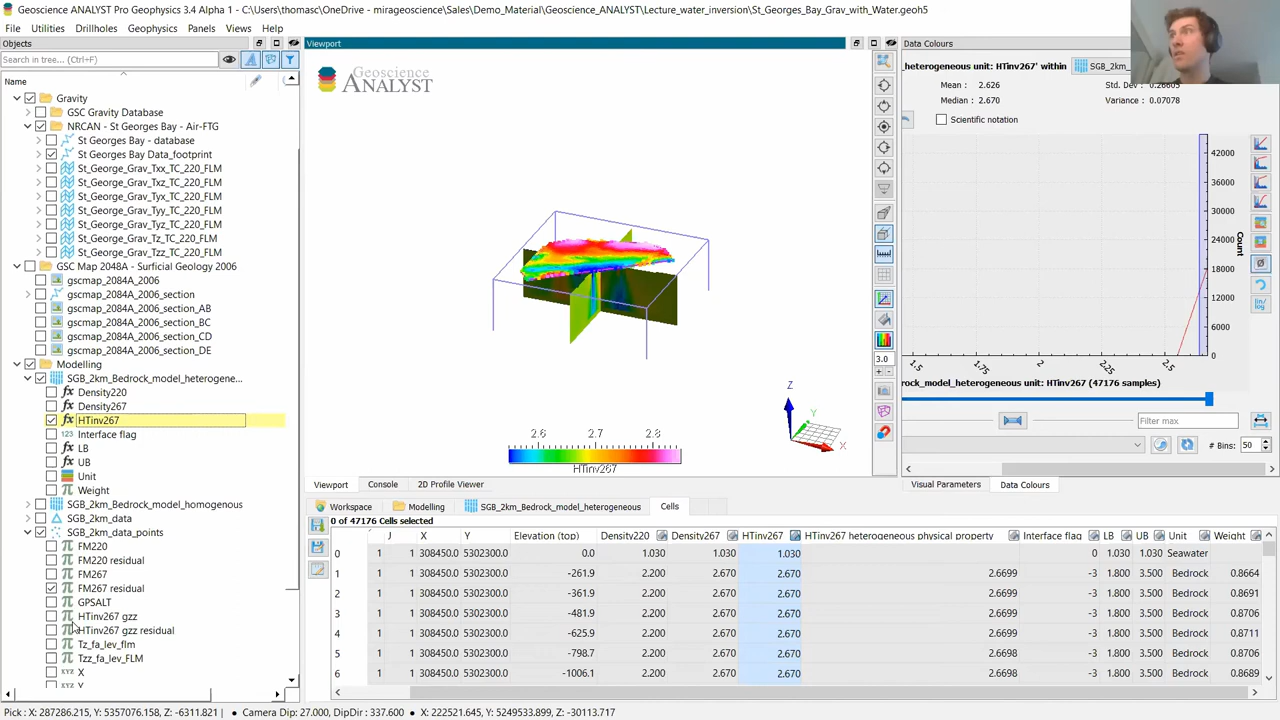 Geoscience ANALYST Pro Geophysics 3.4 Alpha 1 - C:\Users\thomasc\OneDrive - mirageoscience\Sales\Demo_Material\Geoscience_ANALYST\Lecture_water_inversion\St_Georges_Bay_Grav_with_Water.geoh5
File Utilities Drillholes Geophysics Panels Views Help
Objects
Search in tree... (Ctrl+F)
Name
Gravity
GSC Gravity Database
NRCAN - St Georges Bay - Air-FTG
St Georges Bay - database
St Georges Bay Data_footprint
St_George_Grav_Txx_TC_220_FLM
St_George_Grav_Txy_TC_220_FLM
St_George_Grav_Txz_TC_220_FLM
St_George_Grav_Tyy_TC_220_FLM
St_George_Grav_Tyz_TC_220_FLM
St_George_Grav_Tz_TC_220_FLM
St_George_Grav_Tzz_TC_220_FLM
GSC Map 2048A - Surficial Geology 2006
gscmap_2084A_2006
gscmap_2084A_2006_section
gscmap_2084A_2006_section_AB
gscmap_2084A_2006_section_BC
gscmap_2084A_2006_section_CD
gscmap_2084A_2006_section_DE
Modelling
SGB_2km_Bedrock_model_heterogene...
Density220
Density267
HTinv267
Interface flag
LB
UB
Unit
Weight
SGB_2km_Bedrock_model_homogenous
SGB_2km_data
SGB_2km_data_points
FM220
FM220 residual
FM267
FM267 residual
GPSALT
HTinv267 gzz
HTinv267 gzz residual
Tz_fa_lev_flm
Tzz_fa_lev_FLM
X
Viewport
Geoscience
ANALYST
2.6 2.7 2.8
HTinv267
Z
Y
X
3.0
Viewport Console 2D Profile Viewer
Workspace Modelling SGB_2km_Bedrock_model_heterogeneous Cells
0 of 47176 Cells selected
J X Y Elevation (top) Density220 Density267 HTinv267 HTinv267 heterogeneous physical property Interface flag LB UB Unit Weight
0 1 1 308450.0 5302300.0 0.0 1.030 1.030 1.030 0 1.030 1.030 Seawater
1 1 1 308450.0 5302300.0 -261.9 2.200 2.670 2.670 2.6699 -3 1.800 3.500 Bedrock 0.8664
2 1 1 308450.0 5302300.0 -361.9 2.200 2.670 2.670 2.6699 -3 1.800 3.500 Bedrock 0.8691
3 1 1 308450.0 5302300.0 -481.9 2.200 2.670 2.670 2.6699 -3 1.800 3.500 Bedrock 0.8706
4 1 1 308450.0 5302300.0 -625.9 2.200 2.670 2.670 2.6699 -3 1.800 3.500 Bedrock 0.8711
5 1 1 308450.0 5302300.0 -798.7 2.200 2.670 2.670 2.6699 -3 1.800 3.500 Bedrock 0.8706
6 1 1 308450.0 5302300.0 -1006.1 2.200 2.670 2.670 2.6699 -3 1.800 3.500 Bedrock 0.8689
Data Colours
_heterogeneous unit: HTinv267' within SGB_2km_
Mean : 2.626 Std. Dev :
Median : 2.670 Variance : 0.07078
Scientific notation
42000
36000
30000
24000
18000
12000
6000
0
Count
1.5 1.75 2 2.25 2.5
rock_model_heterogeneous unit: HTinv267 (47176 samples)
Filter max
# Bins: 50
Visual Parameters Data Colours
Pick : X: 287286.215, Y: 5357076.158, Z: -6311.821 | Camera Dip: 27.000, DipDir : 337.600 | X: 222521.645, Y: 5249533.899, Z: -30113.717